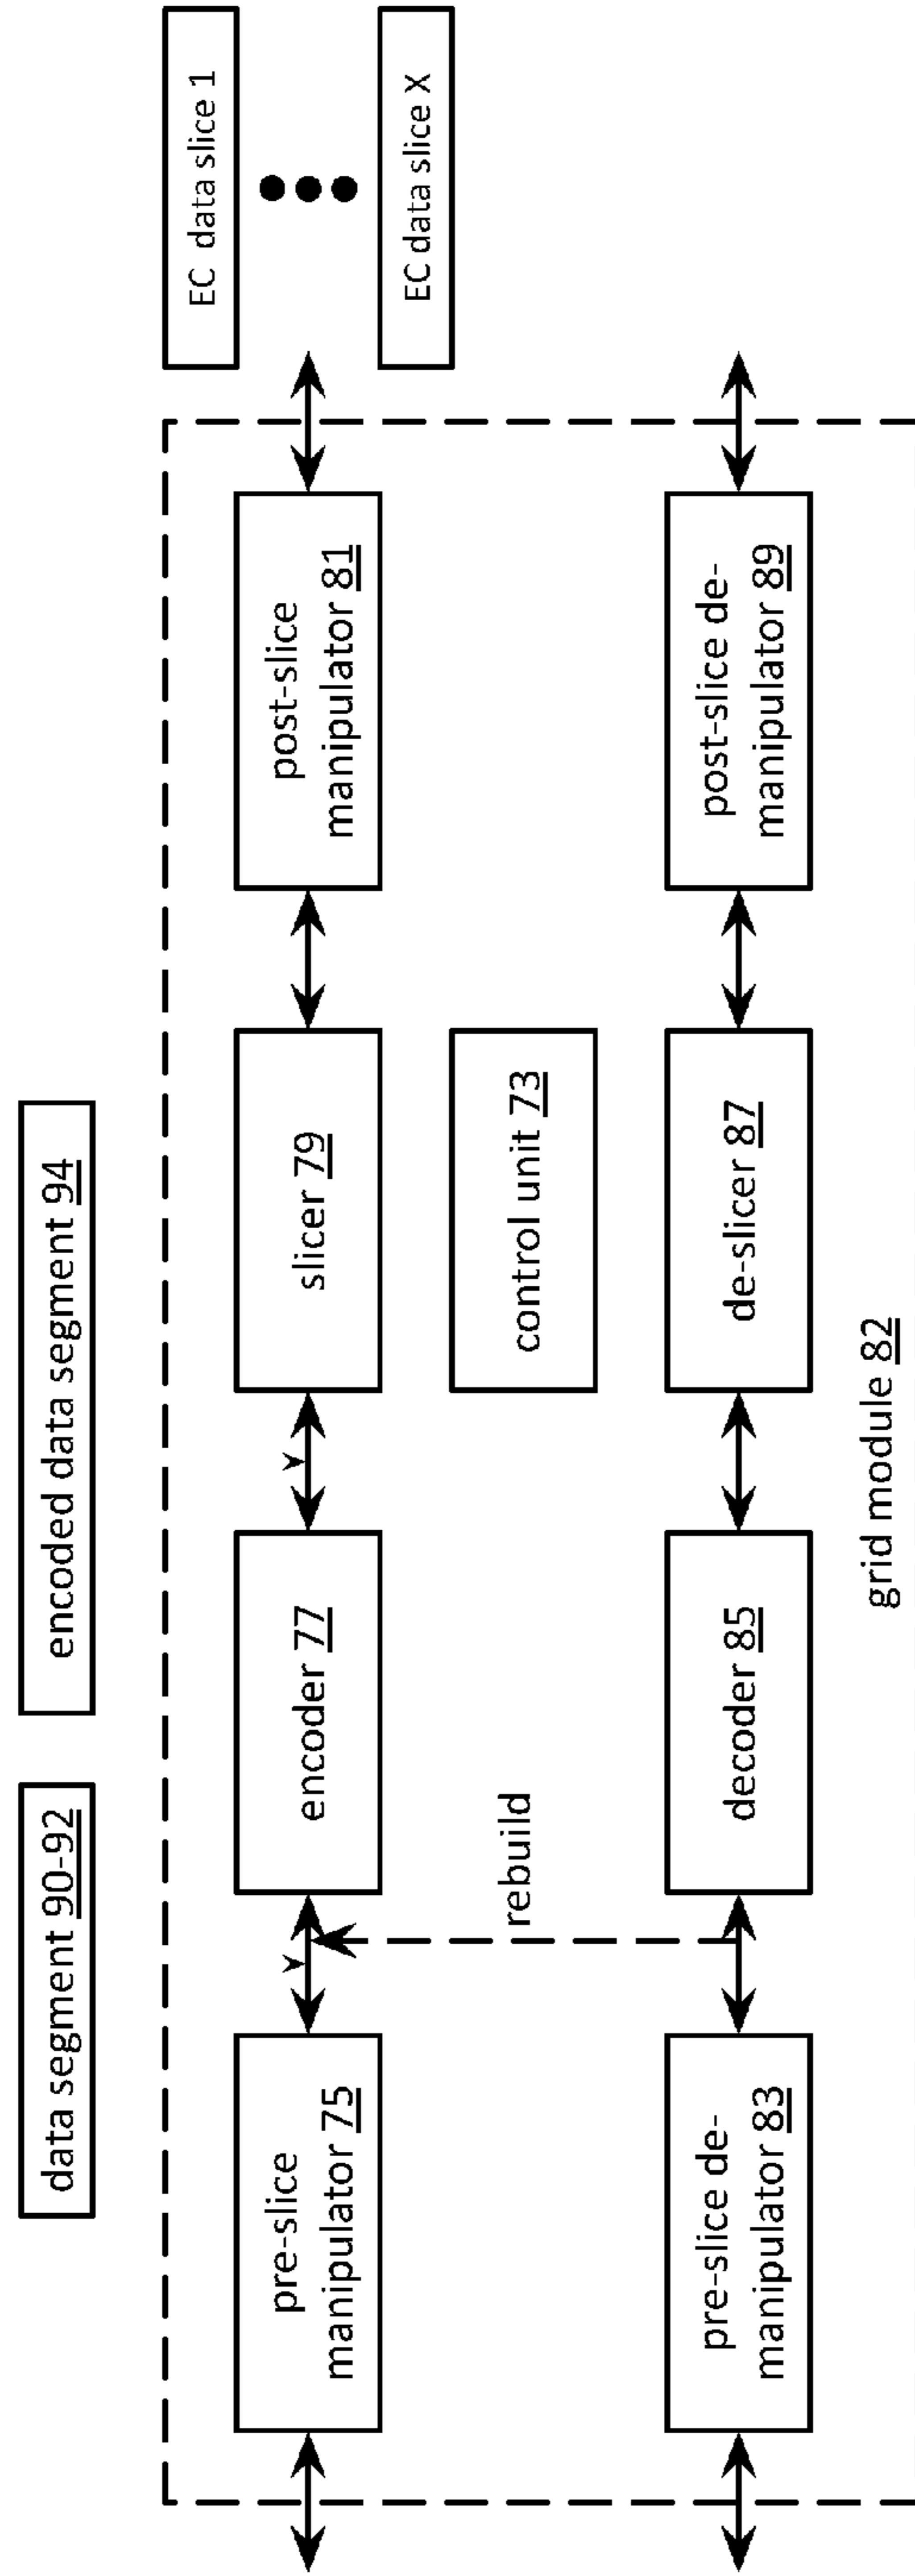 data segment 90-92
encoded data segment 94
pre-slice
manipulator 75
encoder 77
slicer 79
post-slice
manipulator 81
EC data slice 1
EC data slice X
rebuild
control unit 73
pre-slice de-
manipulator 83
decoder 85
de-slicer 87
post-slice de-
manipulator 89
grid module 82